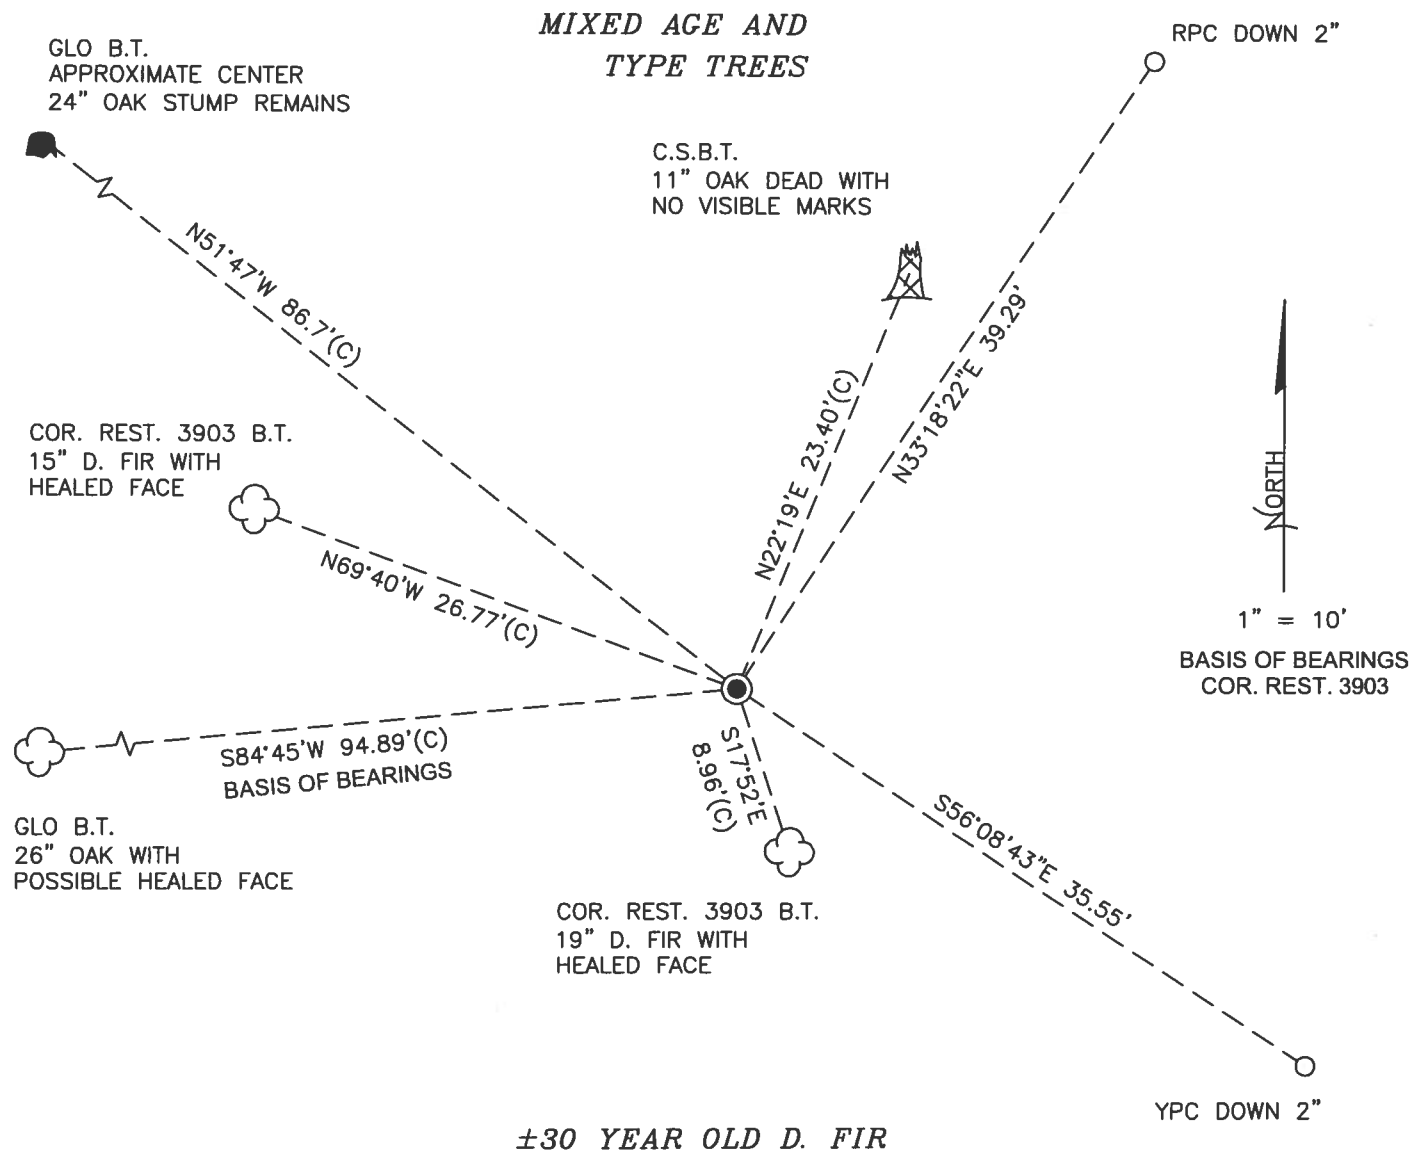 MIXED AGE AND
TYPE TREES
RPC DOWN 2"
GLO B.T.
APPROXIMATE CENTER
24" OAK STUMP REMAINS
C.S.B.T.
11" OAK DEAD WITH
NO VISIBLE MARKS
N51°47'W 86.7'(C)
N22°19'E 23.40'(C)
N33°18'22"E 39.29'
COR. REST. 3903 B.T.
15" D. FIR WITH
HEALED FACE
N69°40'W 26.77'(C)
NORTH
1" = 10'
BASIS OF BEARINGS
COR. REST. 3903
S84°45'W 94.89'(C)
BASIS OF BEARINGS
S17°52'E
8.96'(C)
S56°08'43"E 35.55'
GLO B.T.
26" OAK WITH
POSSIBLE HEALED FACE
COR. REST. 3903 B.T.
19" D. FIR WITH
HEALED FACE
YPC DOWN 2"
±30 YEAR OLD D. FIR